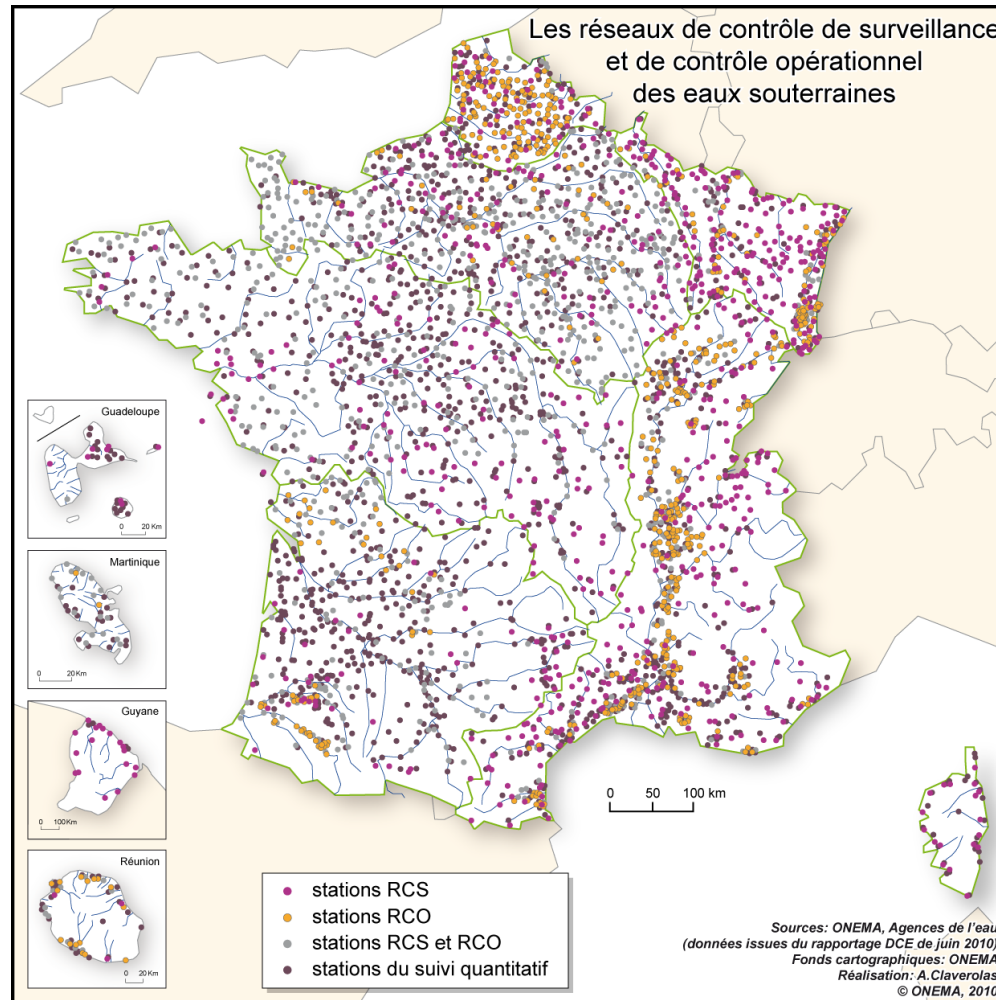 Les réseaux de contrôle de surveillance
et de contrôle opérationnel
des eaux souterraines
Guadeloupe
0 20 Km
Martinique
0 20 Km
Guyane
0 100 Km
Réunion
0 20 Km
0 50 100 km
stations RCS
stations RCO
stations RCS et RCO
stations du suivi quantitatif
Sources: ONEMA, Agences de l'eau
(données issues du rapportage DCE de juin 2010)
Fonds cartographiques: ONEMA
Réalisation: A.Claverolas
© ONEMA, 2010